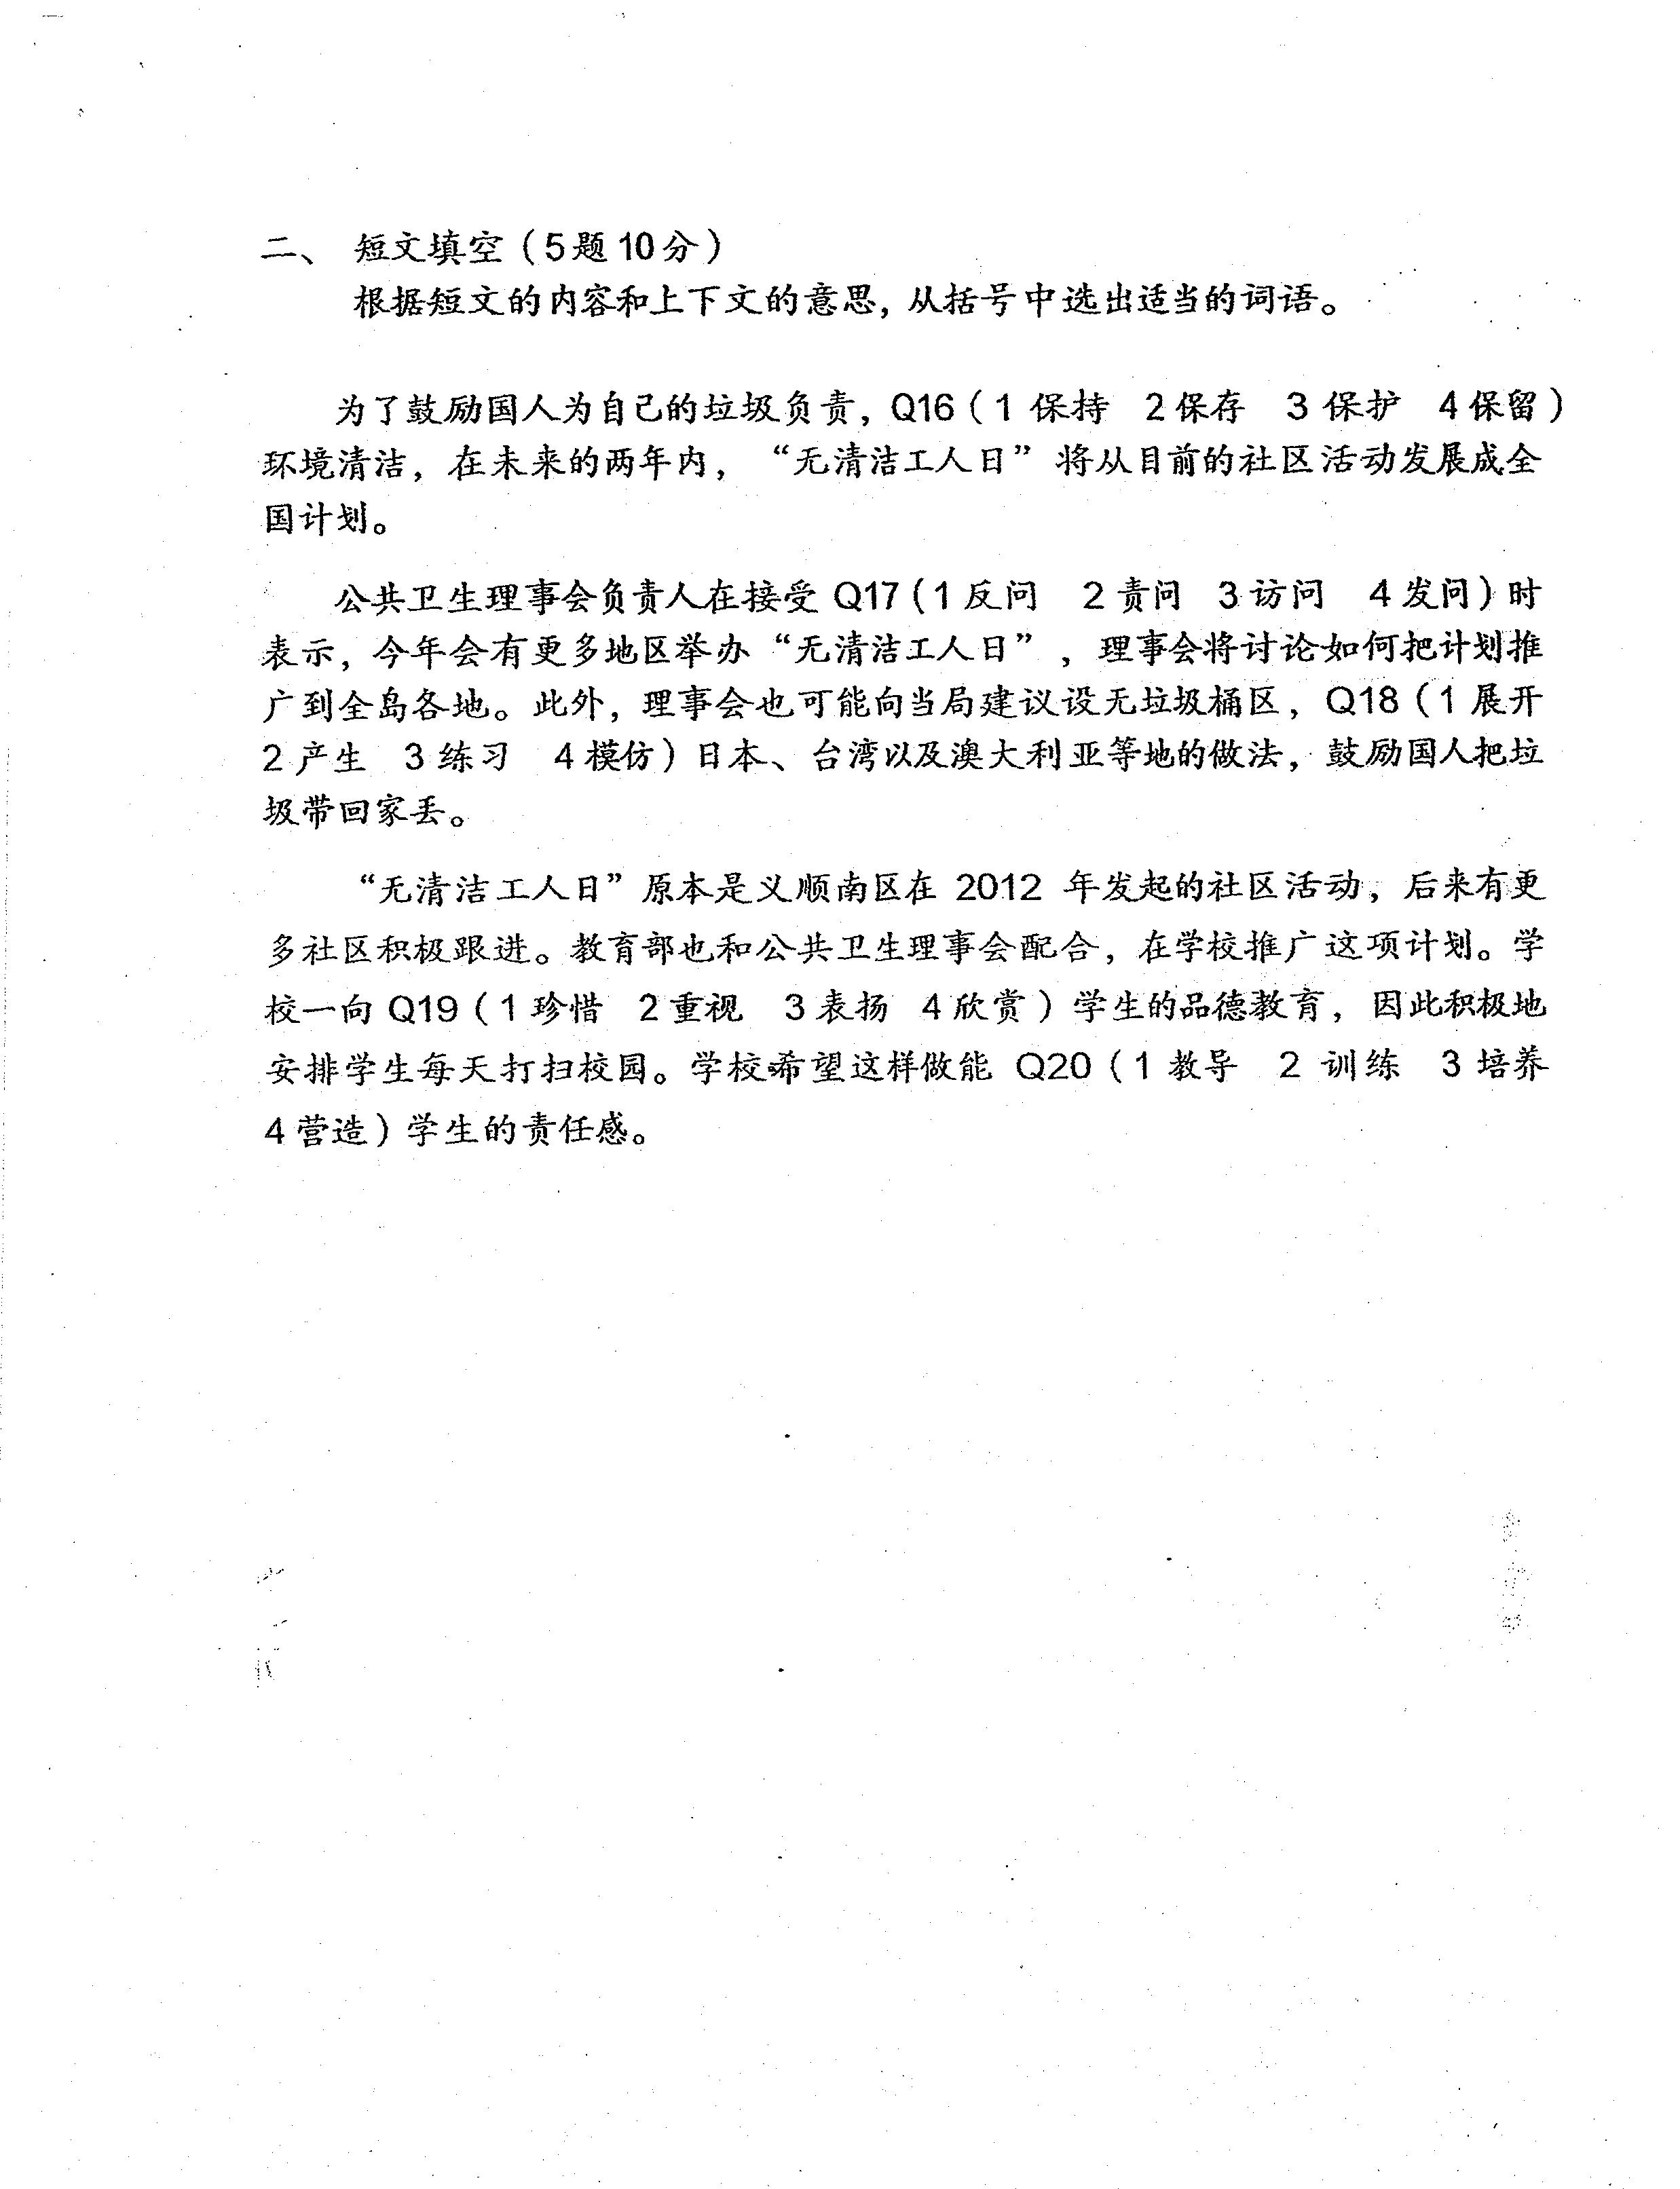 二、 短文填空（5题10分）
根据短文的内容和上下文的意思，从括号中选出适当的词语。
为了鼓励国人为自己的垃圾负责，Q16（1 保持 2保存 3 保护 4保留）
环境清洁，在未来的两年内，“无清洁工人日”将从目前的社区活动发展成全
国计划。
公共卫生理事会负责人在接受 Q17（1 反问 2 责问 3 访问 4 发问）时
表示，今年会有更多地区举办“无清洁工人日”，理事会将讨论如何把计划推
广到全岛各地。此外，理事会也可能向当局建议设无垃圾桶区，Q18（1 展开
2 产生 3 练习 4 模仿）日本、台湾以及澳大利亚等地的做法，鼓励国人把垃
圾带回家丢。
“无清洁工人日”原本是义顺南区在 2012 年发起的社区活动，后来有更
多社区积极跟进。教育部也和公共卫生理事会配合，在学校推广这项计划。学
校一向 Q19（1 珍惜 2 重视 3 表扬 4 欣赏）学生的品德教育，因此积极地
安排学生每天打扫校园。学校希望这样做能 Q20（1 教导 2 训练 3 培养
4 营造）学生的责任感。